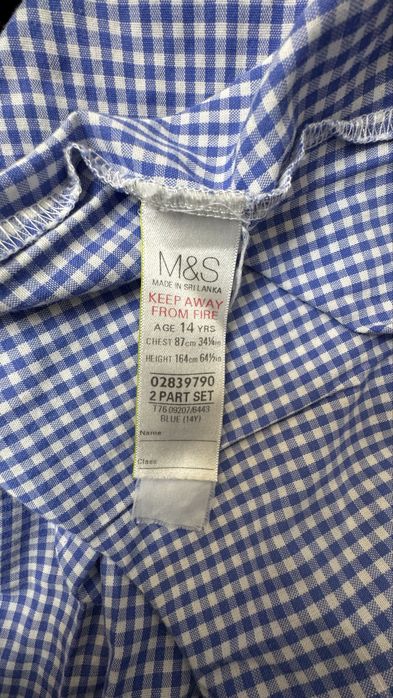 M&S
MADE IN SRI LANKA
KEEP AWAY
FROM FIRE
AGE 14 YRS
CHEST 87cm 34¼in
HEIGHT 164cm 64½in
02839790
2 PART SET
T76 09207/6443
BLUE (14Y)
Name
Class